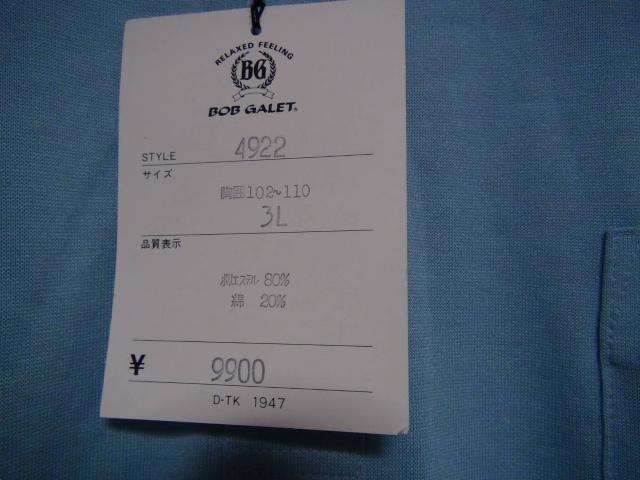 RELAXED FEELING
BG
BOB GALET®
STYLE 4922
サイズ
胸囲102~110
3L
品質表示
ポリエステル 80%
綿 20%
¥ 9900
D-TK 1947